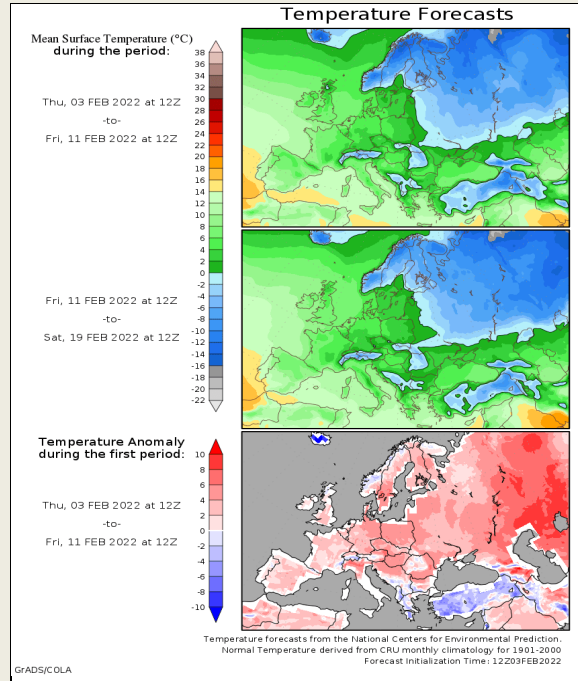 Temperature Forecasts
Mean Surface Temperature (°C)
during the period:
Thu, 03 FEB 2022 at 12Z
-to-
Fri, 11 FEB 2022 at 12Z
38
36
34
32
30
28
26
24
22
20
18
16
14
12
10
8
6
4
2
0
-2
-4
-6
-8
-10
-12
-14
-16
-18
-20
-22
Fri, 11 FEB 2022 at 12Z
-to-
Sat, 19 FEB 2022 at 12Z
Temperature Anomaly
during the first period:
Thu, 03 FEB 2022 at 12Z
-to-
Fri, 11 FEB 2022 at 12Z
10
8
6
4
2
0
-2
-4
-6
-8
-10
Temperature forecasts from the National Centers for Environmental Prediction.
Normal Temperature derived from CRU monthly climatology for 1901-2000
Forecast Initialization Time: 12Z03FEB2022
GrADS/COLA